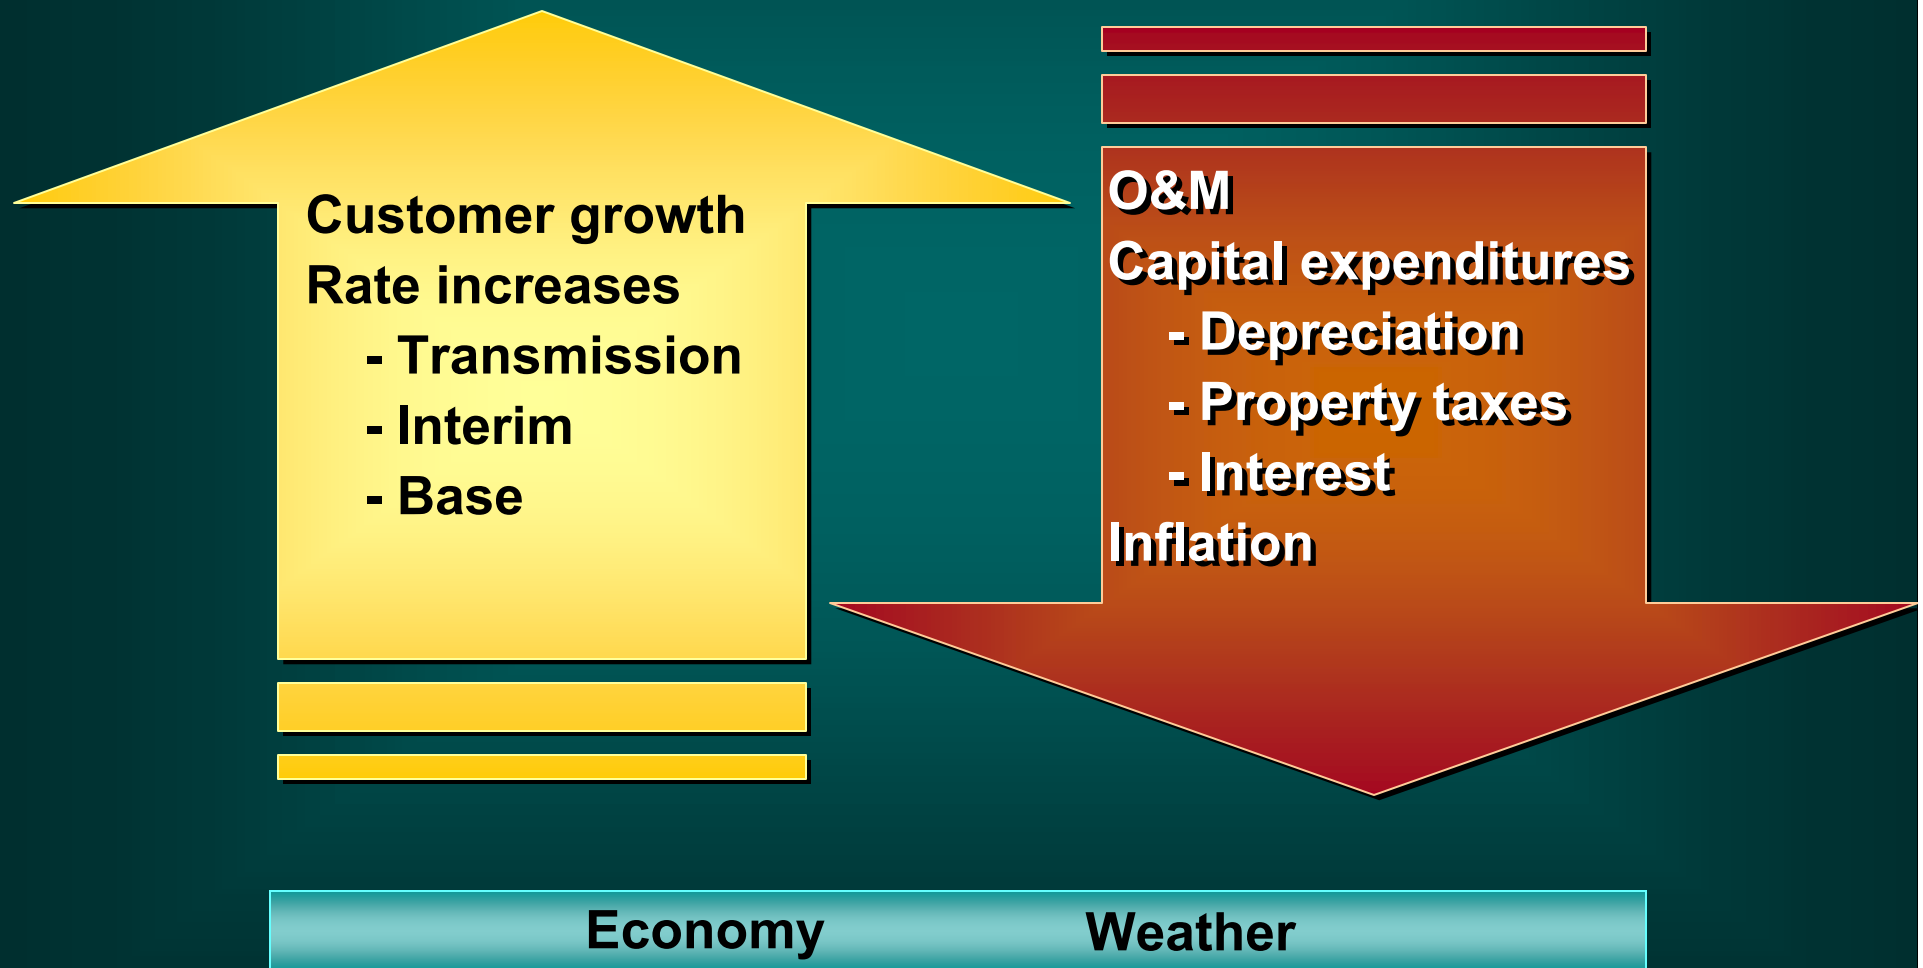 Customer growth
Rate increases
- Transmission
- Interim
- Base
O&M
Capital expenditures
- Depreciation
- Property taxes
- Interest
Inflation
Economy Weather